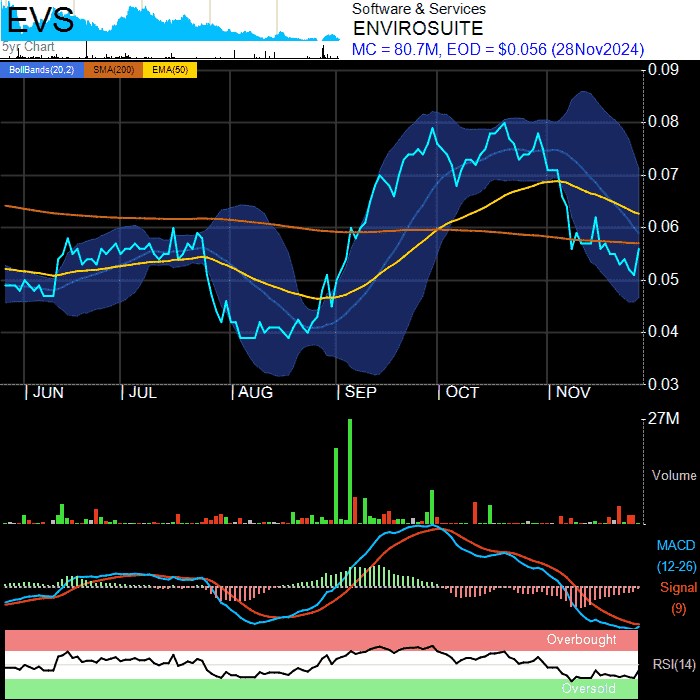 EVS
5yr Chart
Software & Services
ENVIROSUITE
MC = 80.7M, EOD = $0.056 (28Nov2024)
BollBands(20,2) SMA(200) EMA(50)
0.09
0.08
0.07
0.06
0.05
0.04
0.03
JUN JUL AUG SEP OCT NOV
27M
Volume
MACD
(12-26)
Signal
(9)
Overbought
RSI(14)
Oversold